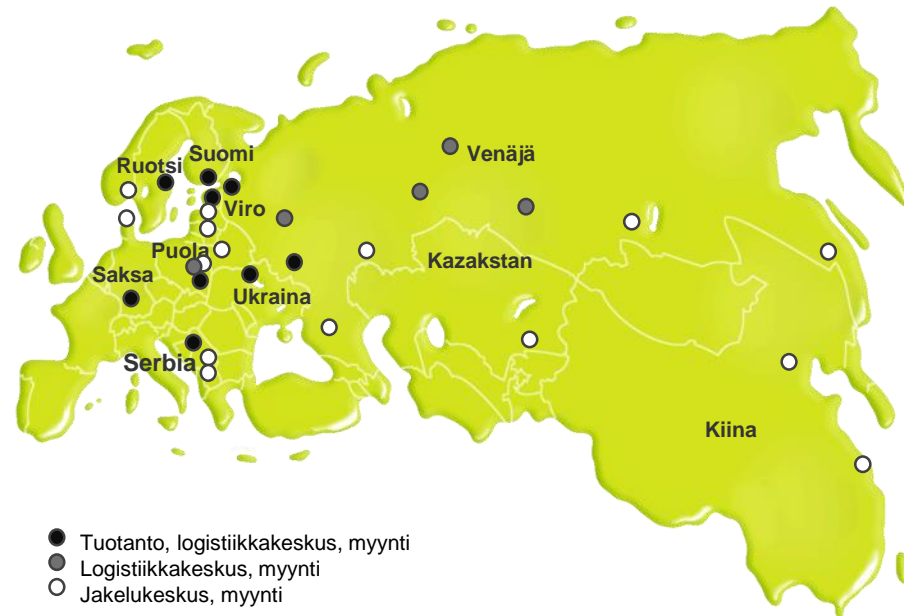 Suomi
Ruotsi
Venäjä
Viro
Puola
Kazakstan
Saksa
Ukraina
Serbia
Kiina
Tuotanto, logistiikkakeskus, myynti
Logistiikkakeskus, myynti
Jakelukeskus, myynti